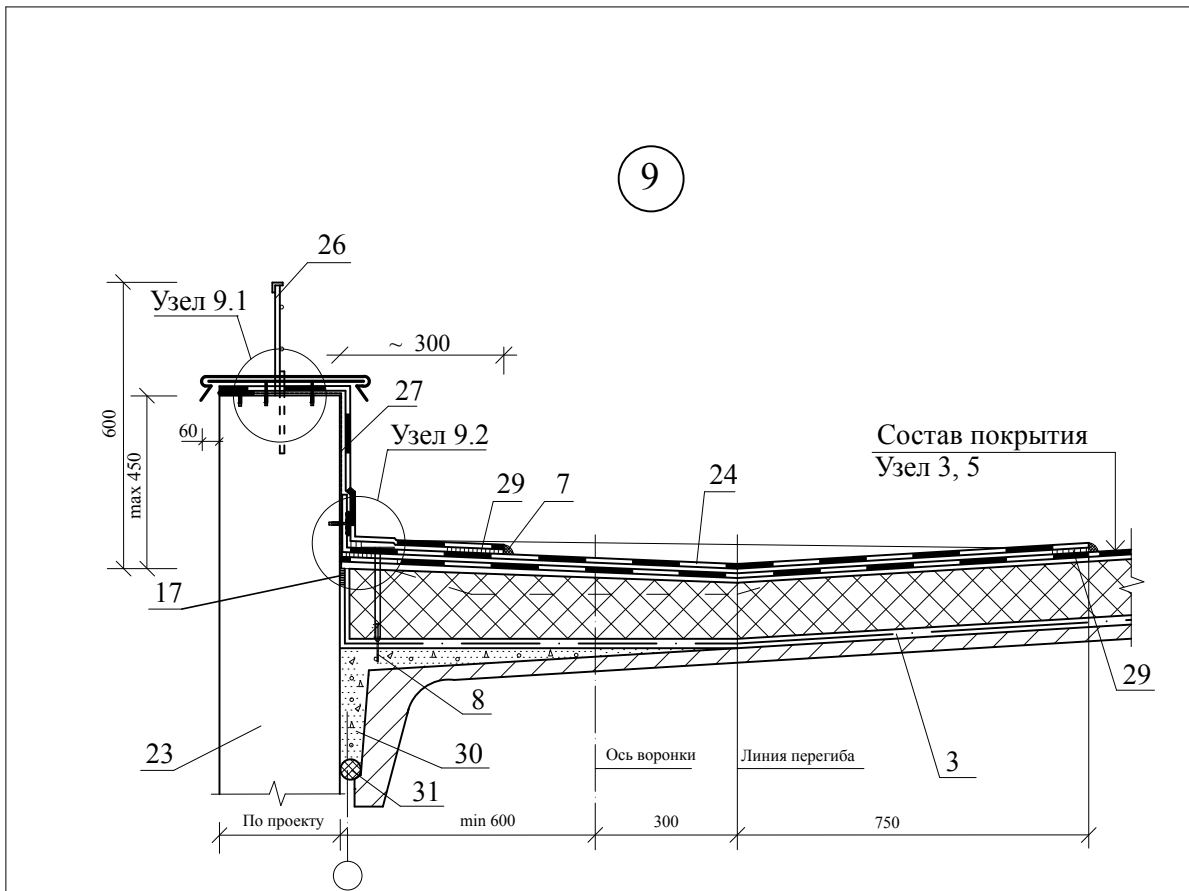 9
26
Узел 9.1
~ 300
27
600
60
max 450
Узел 9.2
Состав покрытия
Узел 3, 5
29
7
24
17
8
29
23
30
Ось воронки
Линия перегиба
3
31
По проекту
min 600
300
750